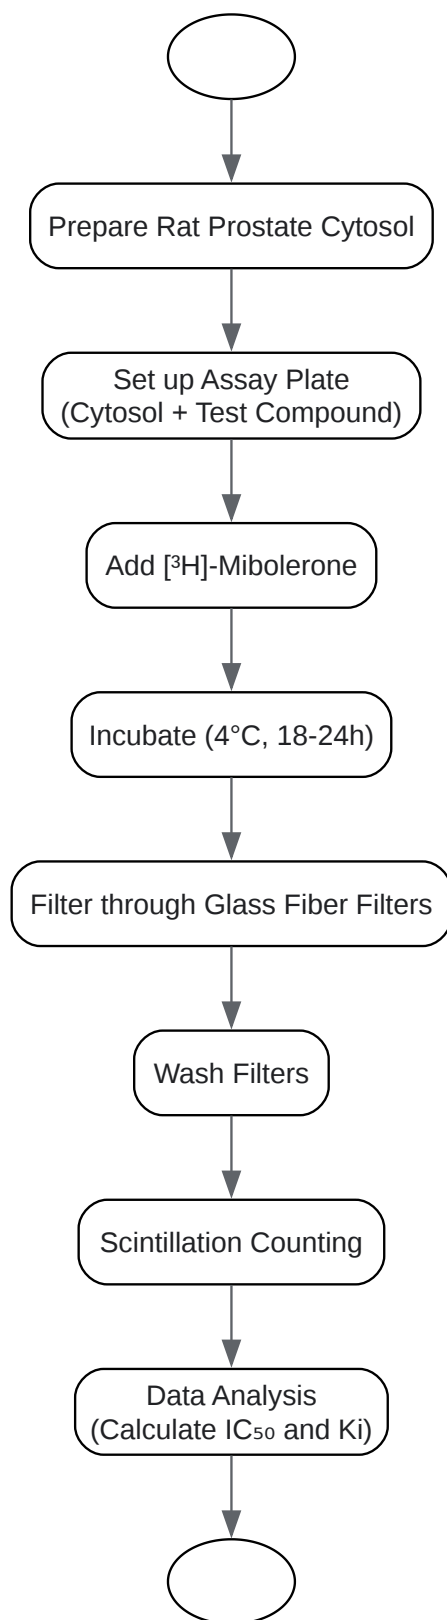 Prepare Rat Prostate Cytosol
Set up Assay Plate
(Cytosol + Test Compound)
Add [³H]-Mibolerone
Incubate (4°C, 18-24h)
Filter through Glass Fiber Filters
Wash Filters
Scintillation Counting
Data Analysis
(Calculate IC₅₀ and Ki)